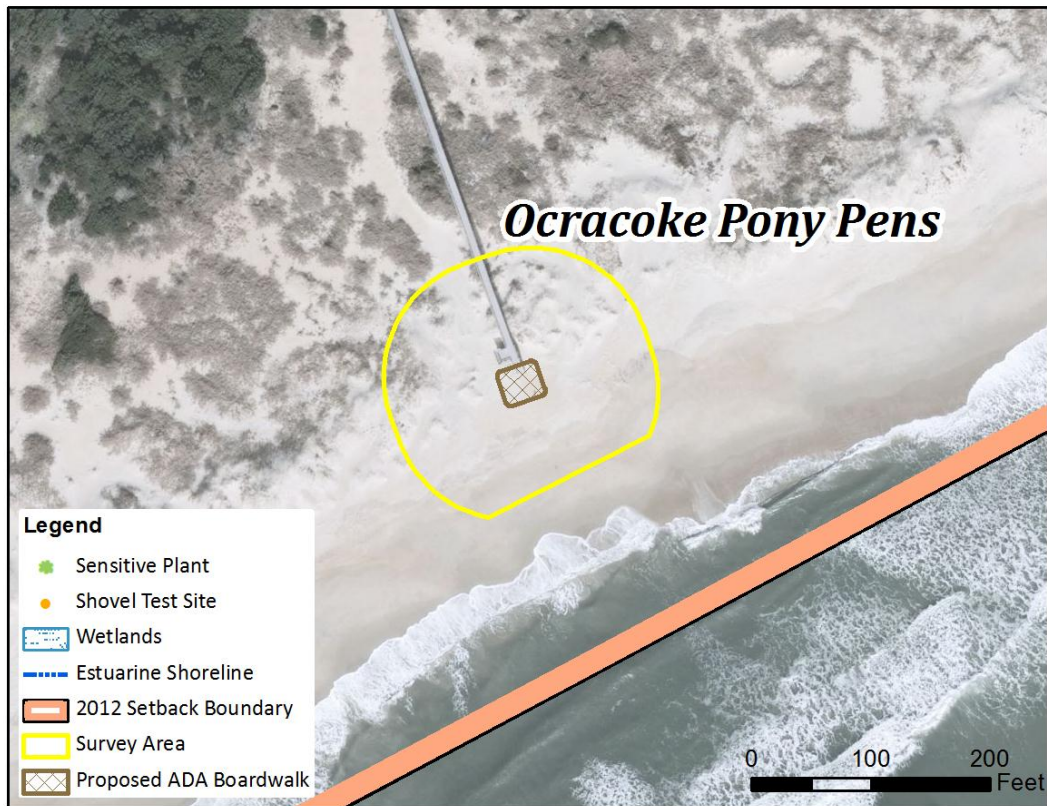 Ocracoke Pony Pens
Legend
Sensitive Plant
Shovel Test Site
Wetlands
Estuarine Shoreline
2012 Setback Boundary
Survey Area
Proposed ADA Boardwalk
0 100 200
Feet